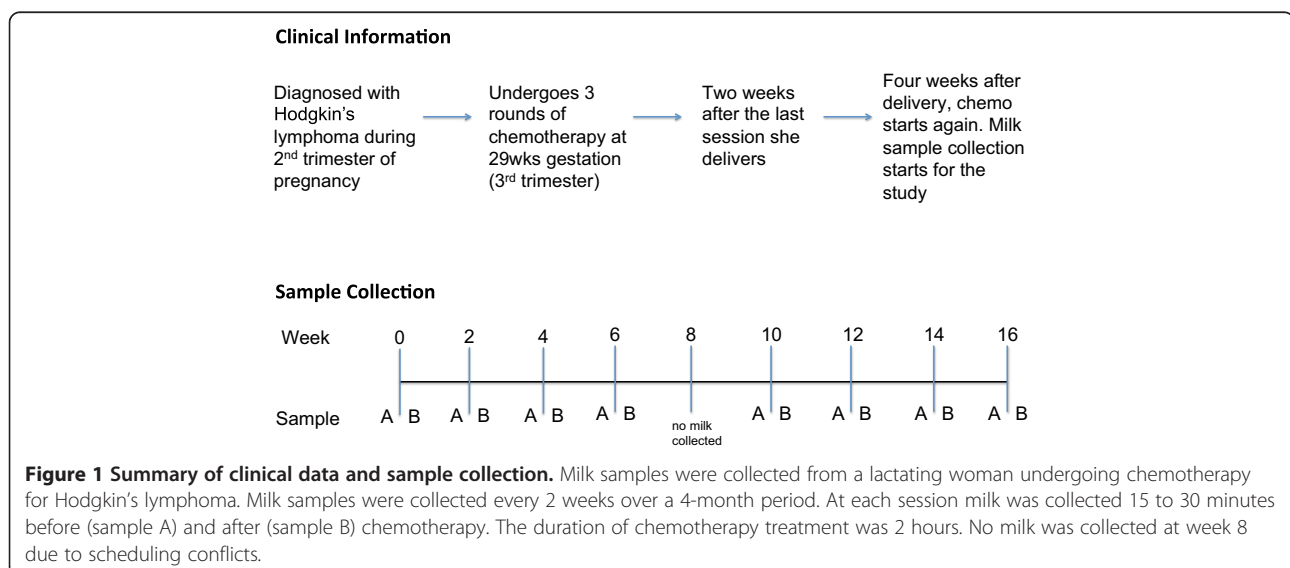 Clinical Information
Diagnosed with
Hodgkin's
lymphoma during
2nd trimester of
pregnancy
Undergoes 3
rounds of
chemotherapy at
29wks gestation
(3rd trimester)
Two weeks
after the last
session she
delivers
Four weeks after
delivery, chemo
starts again. Milk
sample collection
starts for the
study
Sample Collection
Week 0 2 4 6 8 10 12 14 16
Sample A B A B A B A B A B A B A B A B
no milk
collected
Figure 1 Summary of clinical data and sample collection. Milk samples were collected from a lactating woman undergoing chemotherapy
for Hodgkin's lymphoma. Milk samples were collected every 2 weeks over a 4-month period. At each session milk was collected 15 to 30 minutes
before (sample A) and after (sample B) chemotherapy. The duration of chemotherapy treatment was 2 hours. No milk was collected at week 8
due to scheduling conflicts.